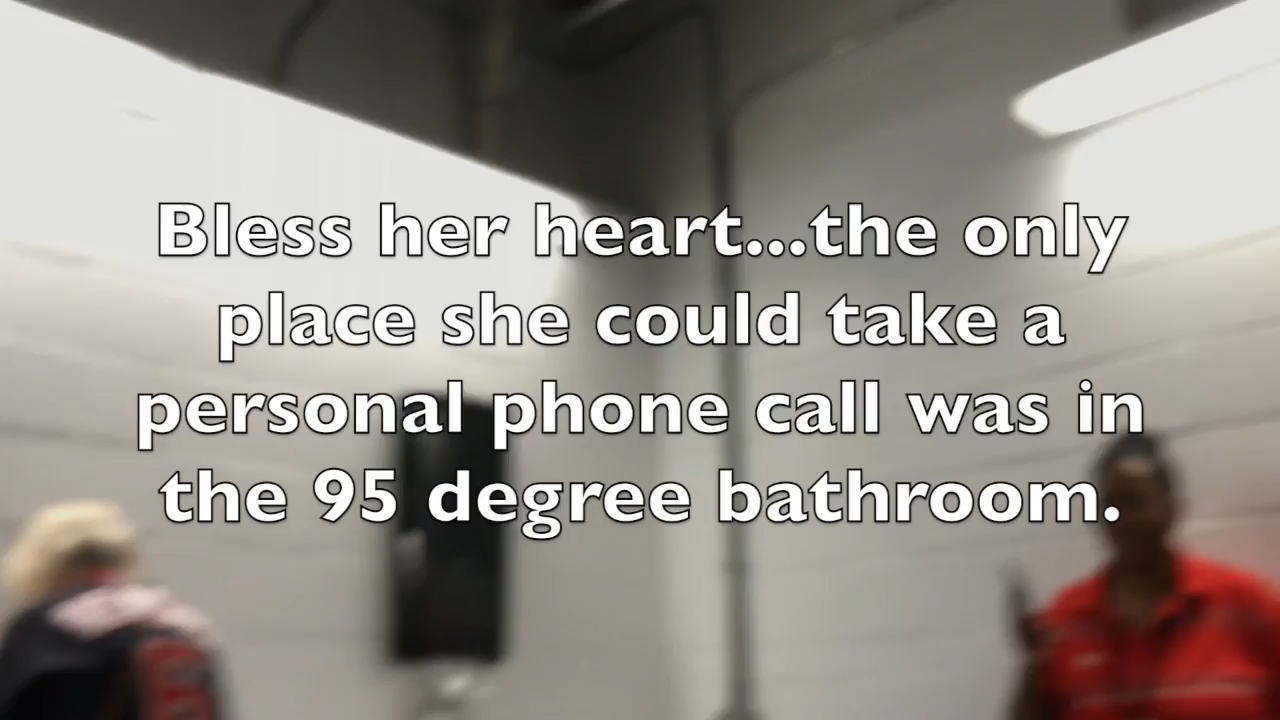 Bless her heart...the only
place she could take a
personal phone call was in
the 95 degree bathroom.